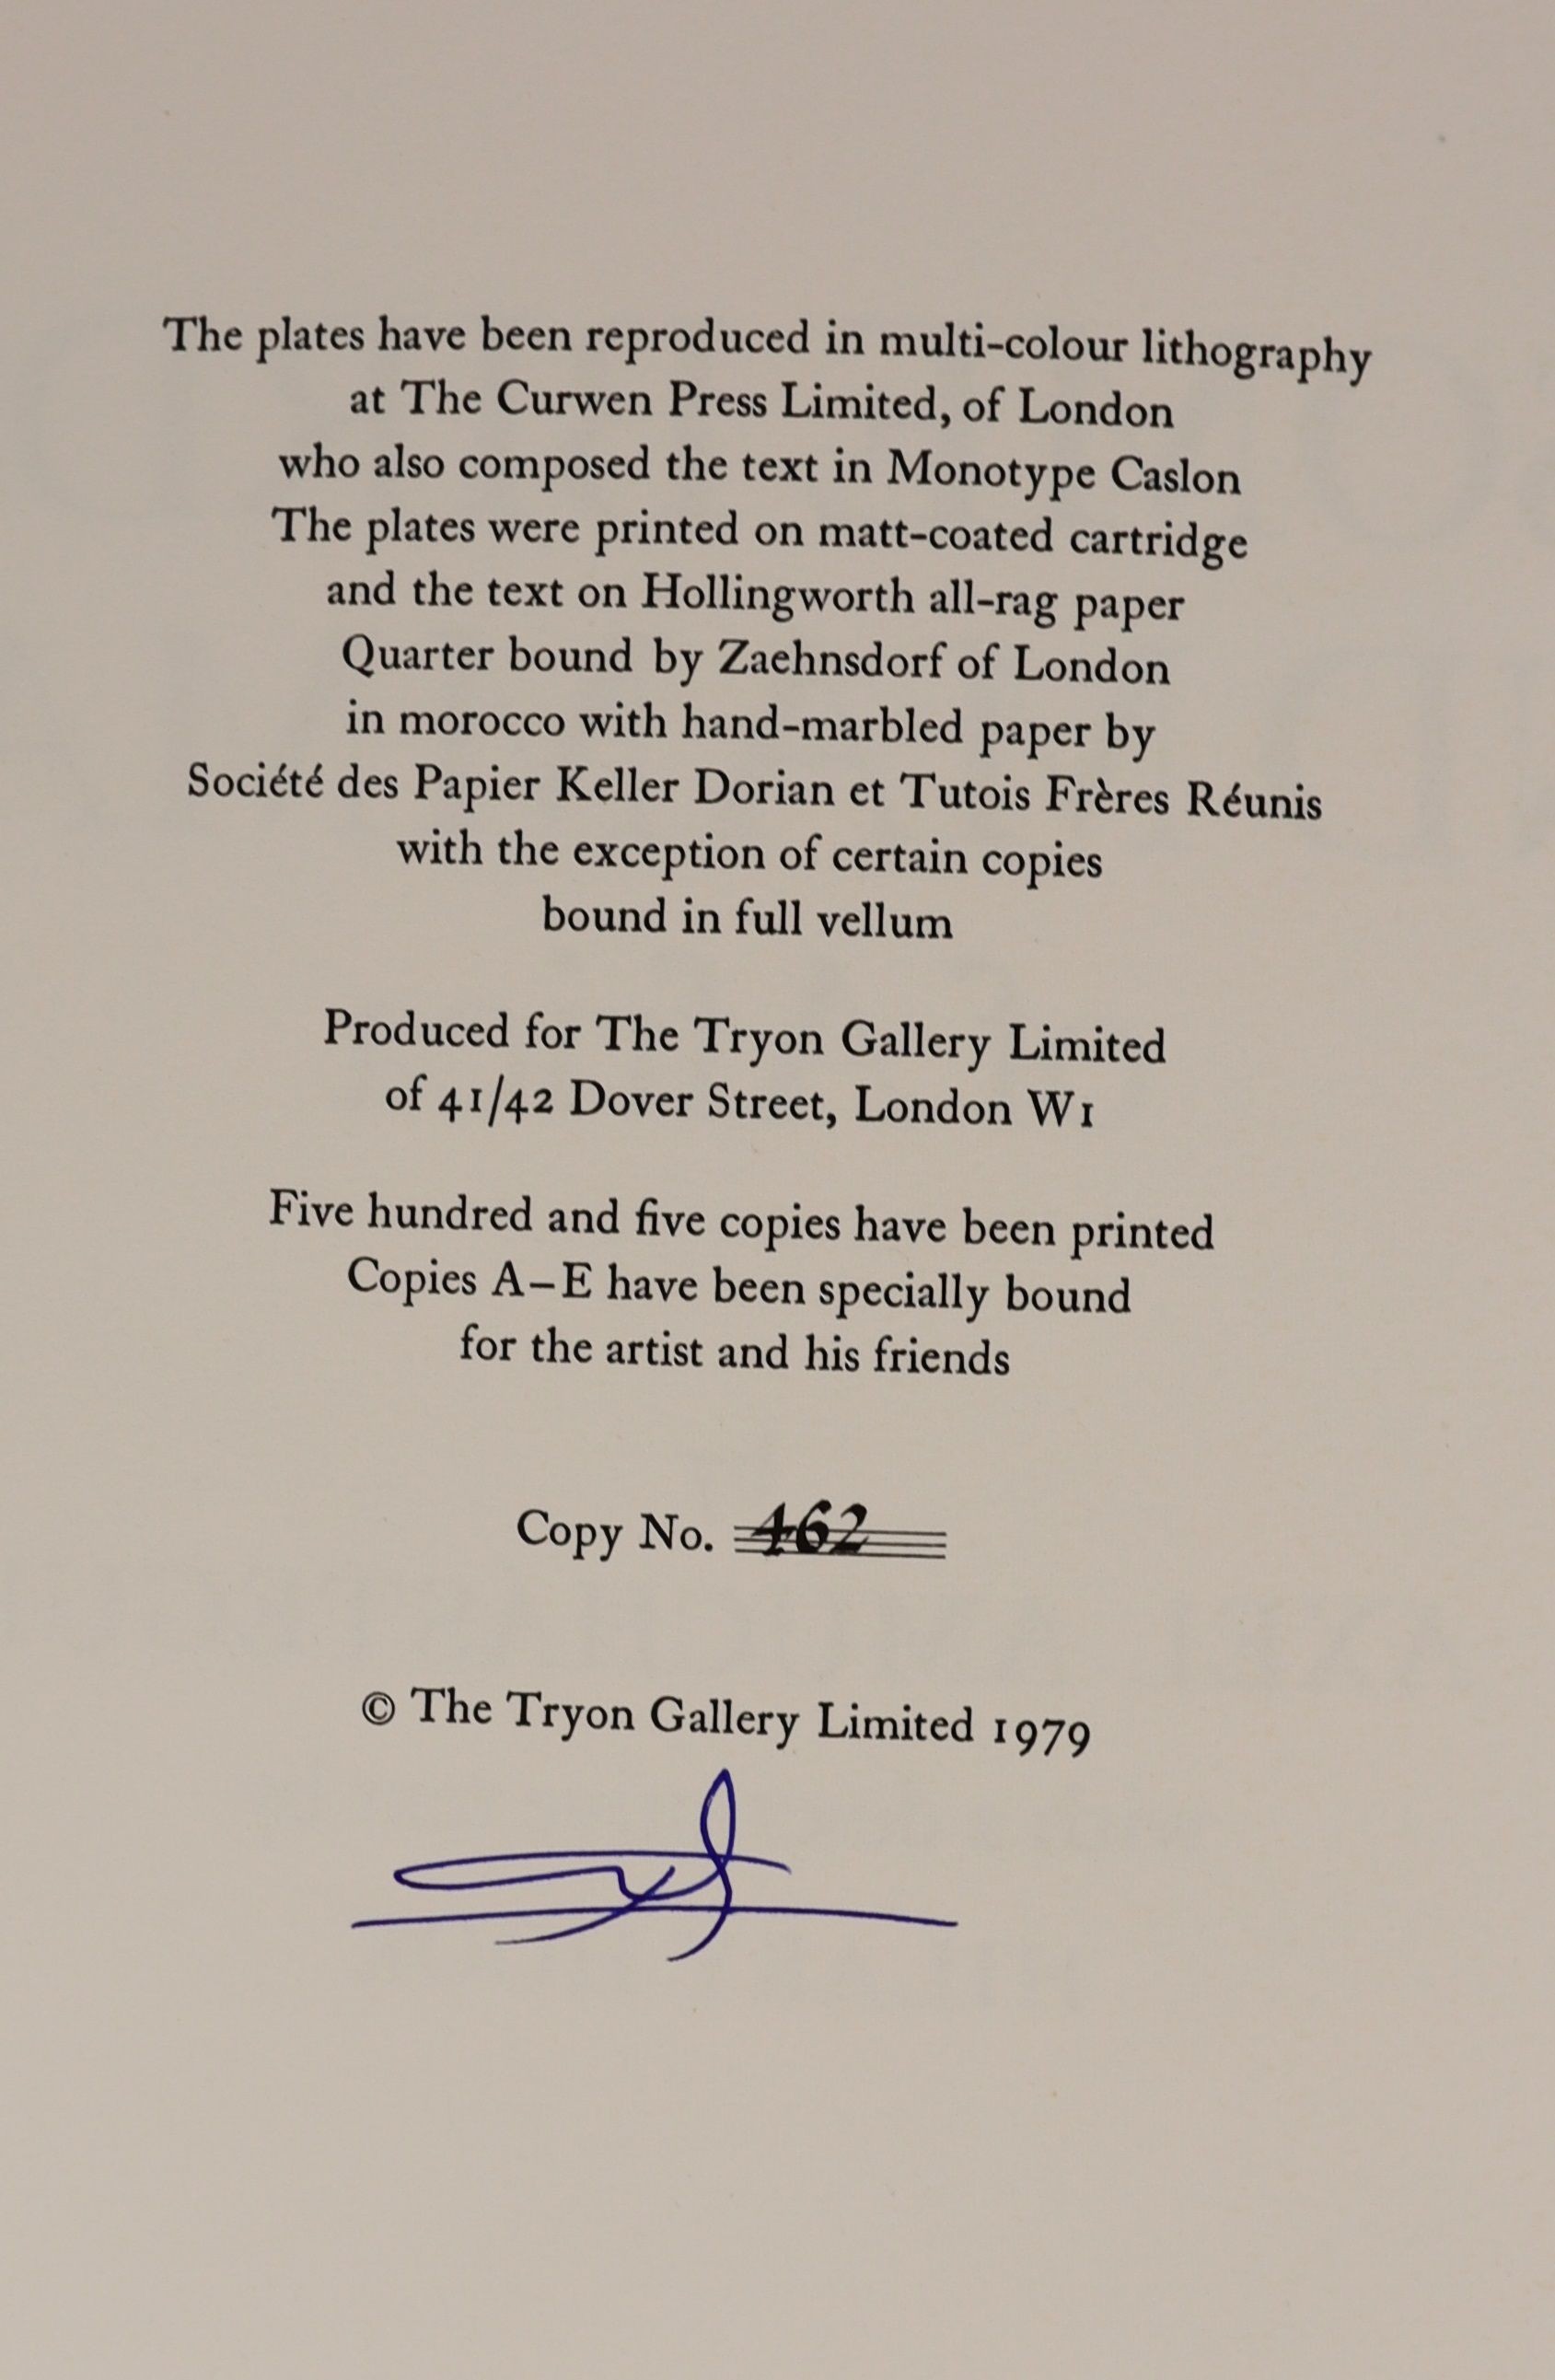 The plates have been reproduced in multi-colour lithography
at The Curwen Press Limited, of London
who also composed the text in Monotype Caslon
The plates were printed on matt-coated cartridge
and the text on Hollingworth all-rag paper
Quarter bound by Zaehnsdorf of London
in morocco with hand-marbled paper by
Société des Papier Keller Dorian et Tutois Frères Réunis
with the exception of certain copies
bound in full vellum
Produced for The Tryon Gallery Limited
of 41/42 Dover Street, London W1
Five hundred and five copies have been printed
Copies A–E have been specially bound
for the artist and his friends
Copy No. 462
© The Tryon Gallery Limited 1979